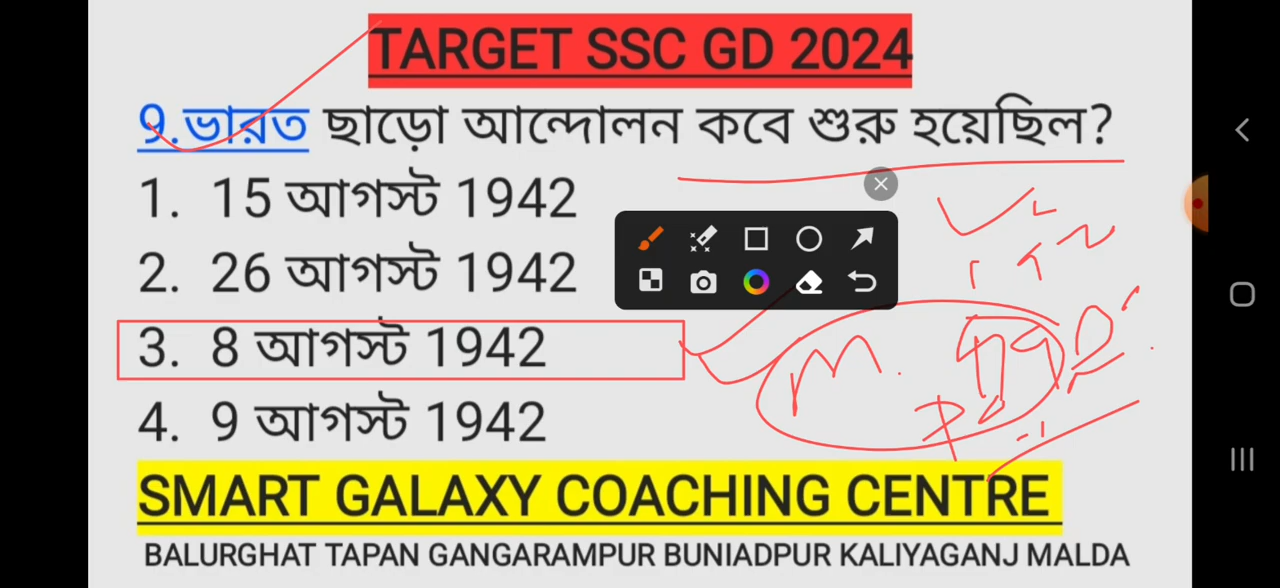 TARGET SSC GD 2024
9.ভারত ছাড়ো আন্দোলন কবে শুরু হয়েছিল?
1. 15 আগস্ট 1942
2. 26 আগস্ট 1942
3. 8 আগস্ট 1942
4. 9 আগস্ট 1942
SMART GALAXY COACHING CENTRE
BALURGHAT TAPAN GANGARAMPUR BUNIADPUR KALIYAGANJ MALDA